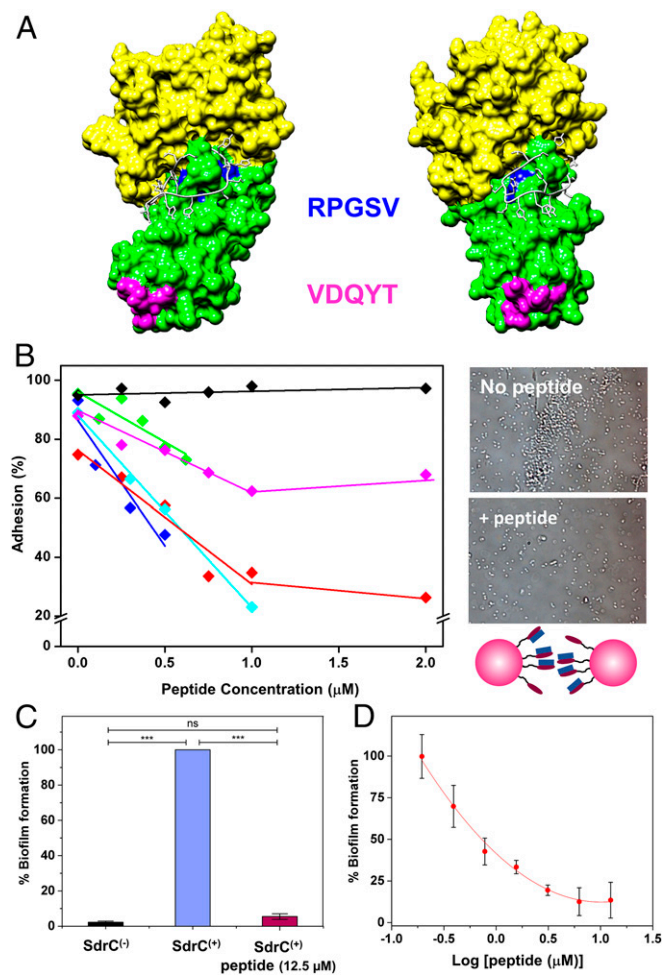 A
RPGSV
VDQYT
B
100
80
60
40
20
0
Adhesion (%)
0.0 0.5 1.0 1.5 2.0
Peptide Concentration (µM)
No peptide
+ peptide
C
ns
*** ***
100
80
60
40
20
0
% Biofilm formation
SdrC(-) SdrC(+) SdrC(+)
peptide (12.5 µM)
D
100
75
50
25
0
% Biofilm formation
-1.0 -0.5 0.0 0.5 1.0 1.5
Log [peptide (µM)]